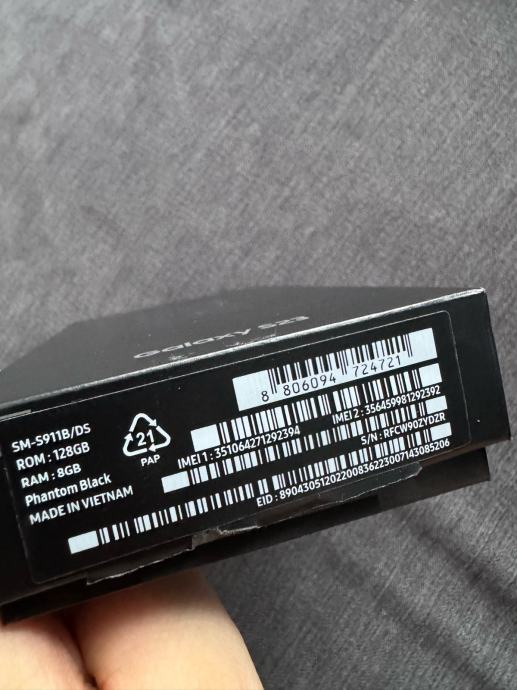 Galaxy S23
SM-S911B/DS
ROM : 128GB
RAM : 8GB
Phantom Black
MADE IN VIETNAM
21
PAP
8 806094 724721
IMEI 1 : 351064271292394
IMEI 2 : 356459981292392
S/N : RFCW90ZYDZR
EID : 89043051202200836223007143085206